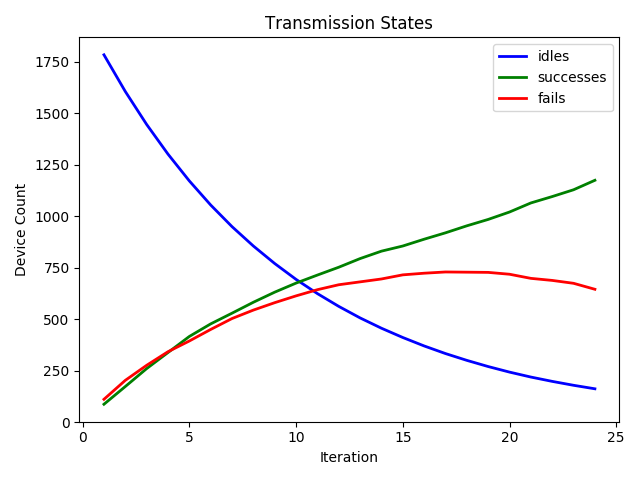 Transmission States
idles
successes
fails
Device Count
1750
1500
1250
1000
750
500
250
0
0 5 10 15 20 25
Iteration